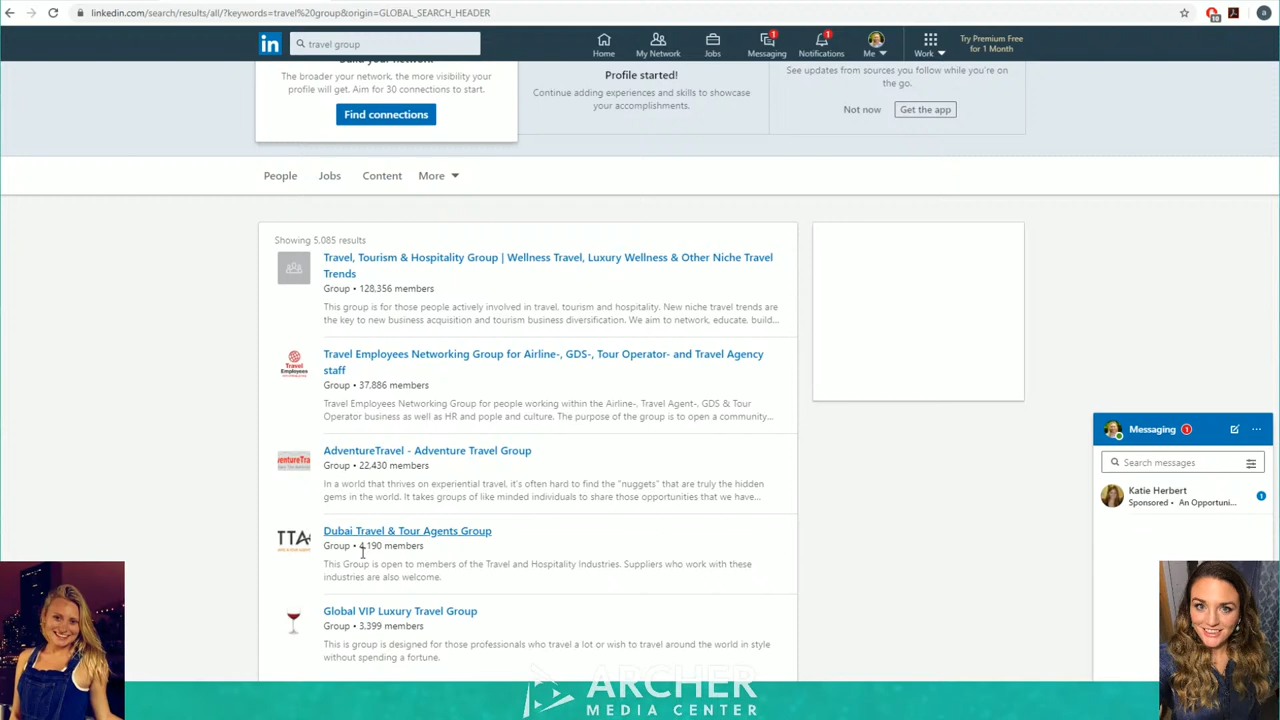 linkedin.com/search/results/all/?keywords=travel%20group&origin=GLOBAL_SEARCH_HEADER
10
a
in
travel group
Home
My Network
Jobs
1
Messaging
1
Notifications
Me
Work
Try Premium Free
for 1 Month
Build your network,
The broader your network, the more visibility your
profile will get. Aim for 30 connections to start.
Find connections
Profile started!
Continue adding experiences and skills to showcase
your accomplishments.
See updates from sources you follow while you're on
the go.
Not now
Get the app
People
Jobs
Content
More
Showing 5,085 results
Travel, Tourism & Hospitality Group | Wellness Travel, Luxury Wellness & Other Niche Travel
Trends
Group • 128,356 members
This group is for those people actively involved in travel, tourism and hospitality. New niche travel trends are
the key to new business acquisition and tourism business diversification. We aim to network, educate, build...
Travel
Employees
Travel Employees Networking Group for Airline-, GDS-, Tour Operator- and Travel Agency
staff
Group • 37,886 members
Travel Employees Networking Group for people working within the Airline-, Travel Agent-, GDS & Tour
Operator business as well as HR and pople and culture. The purpose of the group is to open a community...
ventureTra
AdventureTravel - Adventure Travel Group
Group • 22,430 members
In a world that thrives on experiential travel, it's often hard to find the "nuggets" that are truly the hidden
gems in the world. It takes groups of like minded individuals to share those opportunities that we have...
TTA
Dubai Travel & Tour Agents Group
Group • 4,190 members
This Group is open to members of the Travel and Hospitality Industries. Suppliers who work with these
industries are also welcome.
Global VIP Luxury Travel Group
Group • 3,399 members
This is group is designed for those professionals who travel a lot or wish to travel around the world in style
without spending a fortune.
Messaging
1
Search messages
Katie Herbert
Sponsored • An Opportuni...
1
ARCHER
MEDIA CENTER